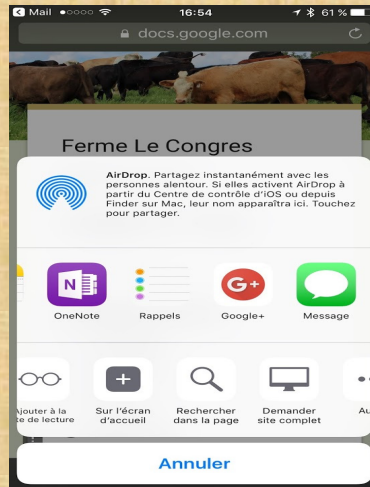 Mail 16:54 61 %
docs.google.com
Ferme Le Congres
AirDrop. Partagez instantanément avec les
personnes alentour. Si elles activent AirDrop à
partir du Centre de contrôle d'iOS ou depuis
Finder sur Mac, leur nom apparaîtra ici. Touchez
pour partager.
N
G+
OneNote Rappels Google+ Message
Ajouter à la Sur l'écran Rechercher Demander
de lecture d'accueil dans la page site complet
Annuler